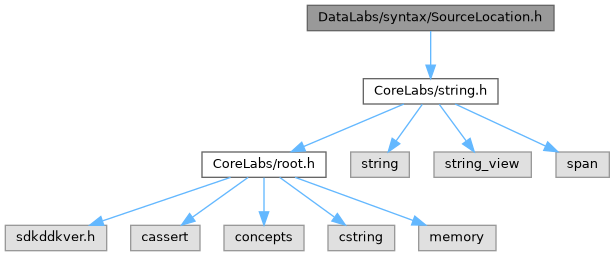 DataLabs/syntax/SourceLocation.h
CoreLabs/string.h
CoreLabs/root.h
string
string_view
span
sdkddkver.h
cassert
concepts
cstring
memory